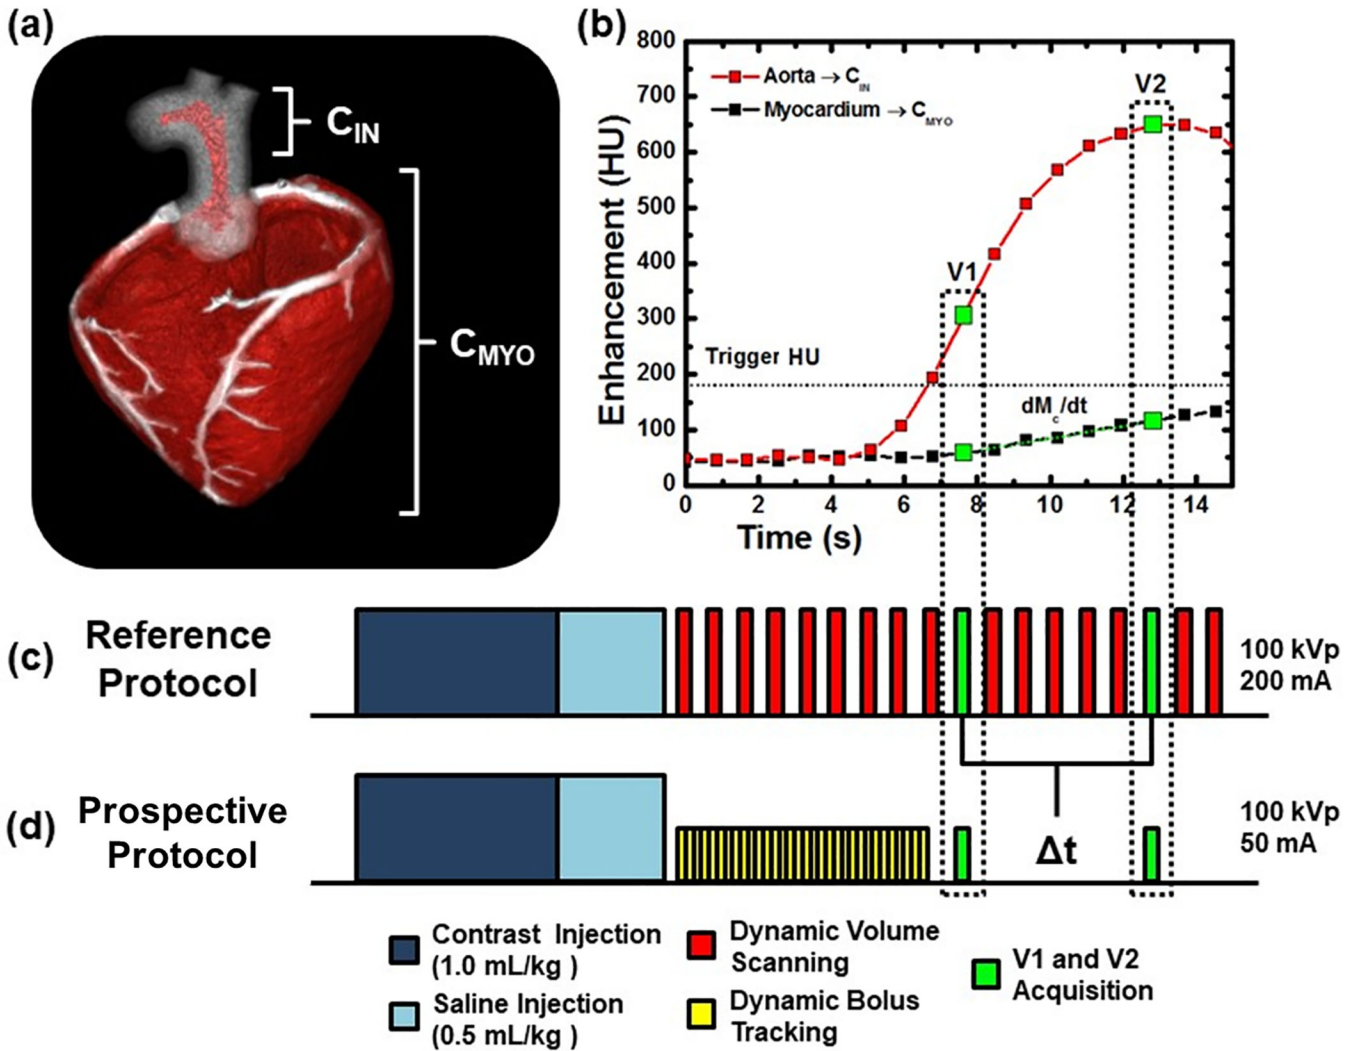 (a)
C_IN
C_MYO
(b)
800
700
600
500
400
300
200
100
0
Enhancement (HU)
Aorta → C_IN
Myocardium → C_MYO
V2
V1
Trigger HU
dM_c/dt
0 2 4 6 8 10 12 14
Time (s)
(c)
Reference
Protocol
100 kVp
200 mA
(d)
Prospective
Protocol
Δt
100 kVp
50 mA
Contrast Injection
(1.0 mL/kg )
Saline Injection
(0.5 mL/kg )
Dynamic Volume
Scanning
Dynamic Bolus
Tracking
V1 and V2
Acquisition